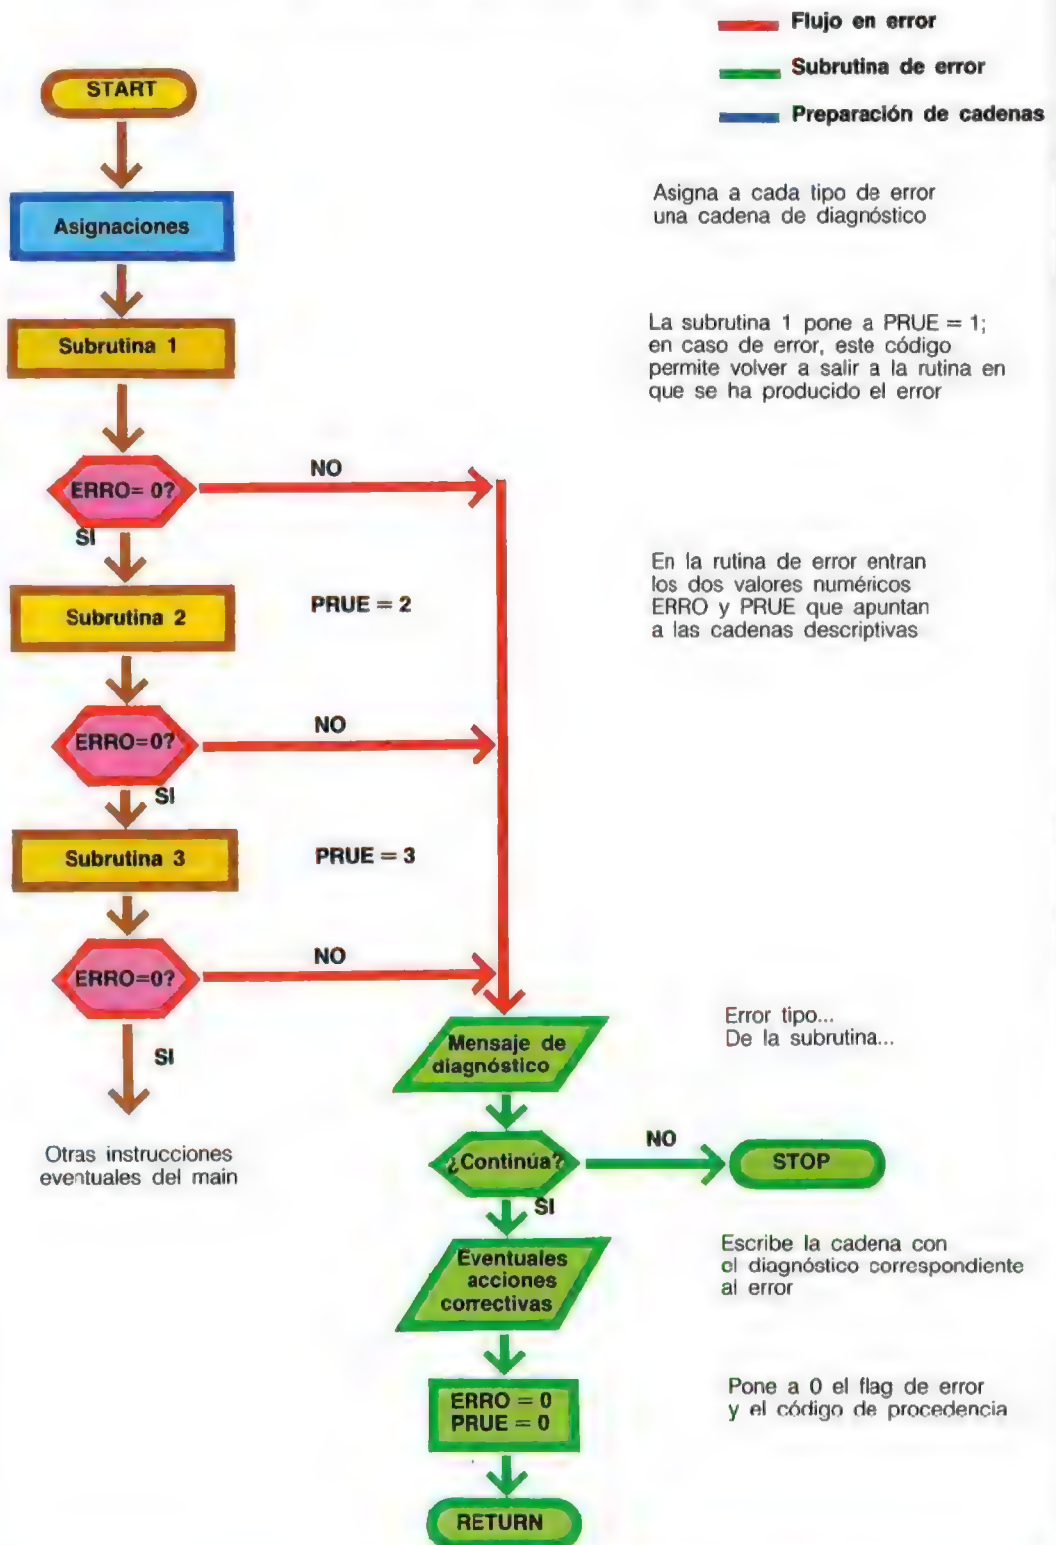 Flujo en error
Subrutina de error
Preparación de cadenas
START
Asignaciones
Asigna a cada tipo de error
una cadena de diagnóstico
Subrutina 1
La subrutina 1 pone a PRUE = 1;
en caso de error, este código
permite volver a salir a la rutina en
que se ha producido el error
ERRO= 0?
NO
SI
Subrutina 2
PRUE = 2
En la rutina de error entran
los dos valores numéricos
ERRO y PRUE que apuntan
a las cadenas descriptivas
ERRO=0?
NO
SI
Subrutina 3
PRUE = 3
ERRO=0?
NO
SI
Otras instrucciones
eventuales del main
Mensaje de
diagnóstico
Error tipo...
De la subrutina...
¿Continúa?
NO
STOP
SI
Eventuales
acciones
correctivas
Escribe la cadena con
el diagnóstico correspondiente
al error
ERRO = 0
PRUE = 0
Pone a 0 el flag de error
y el código de procedencia
RETURN